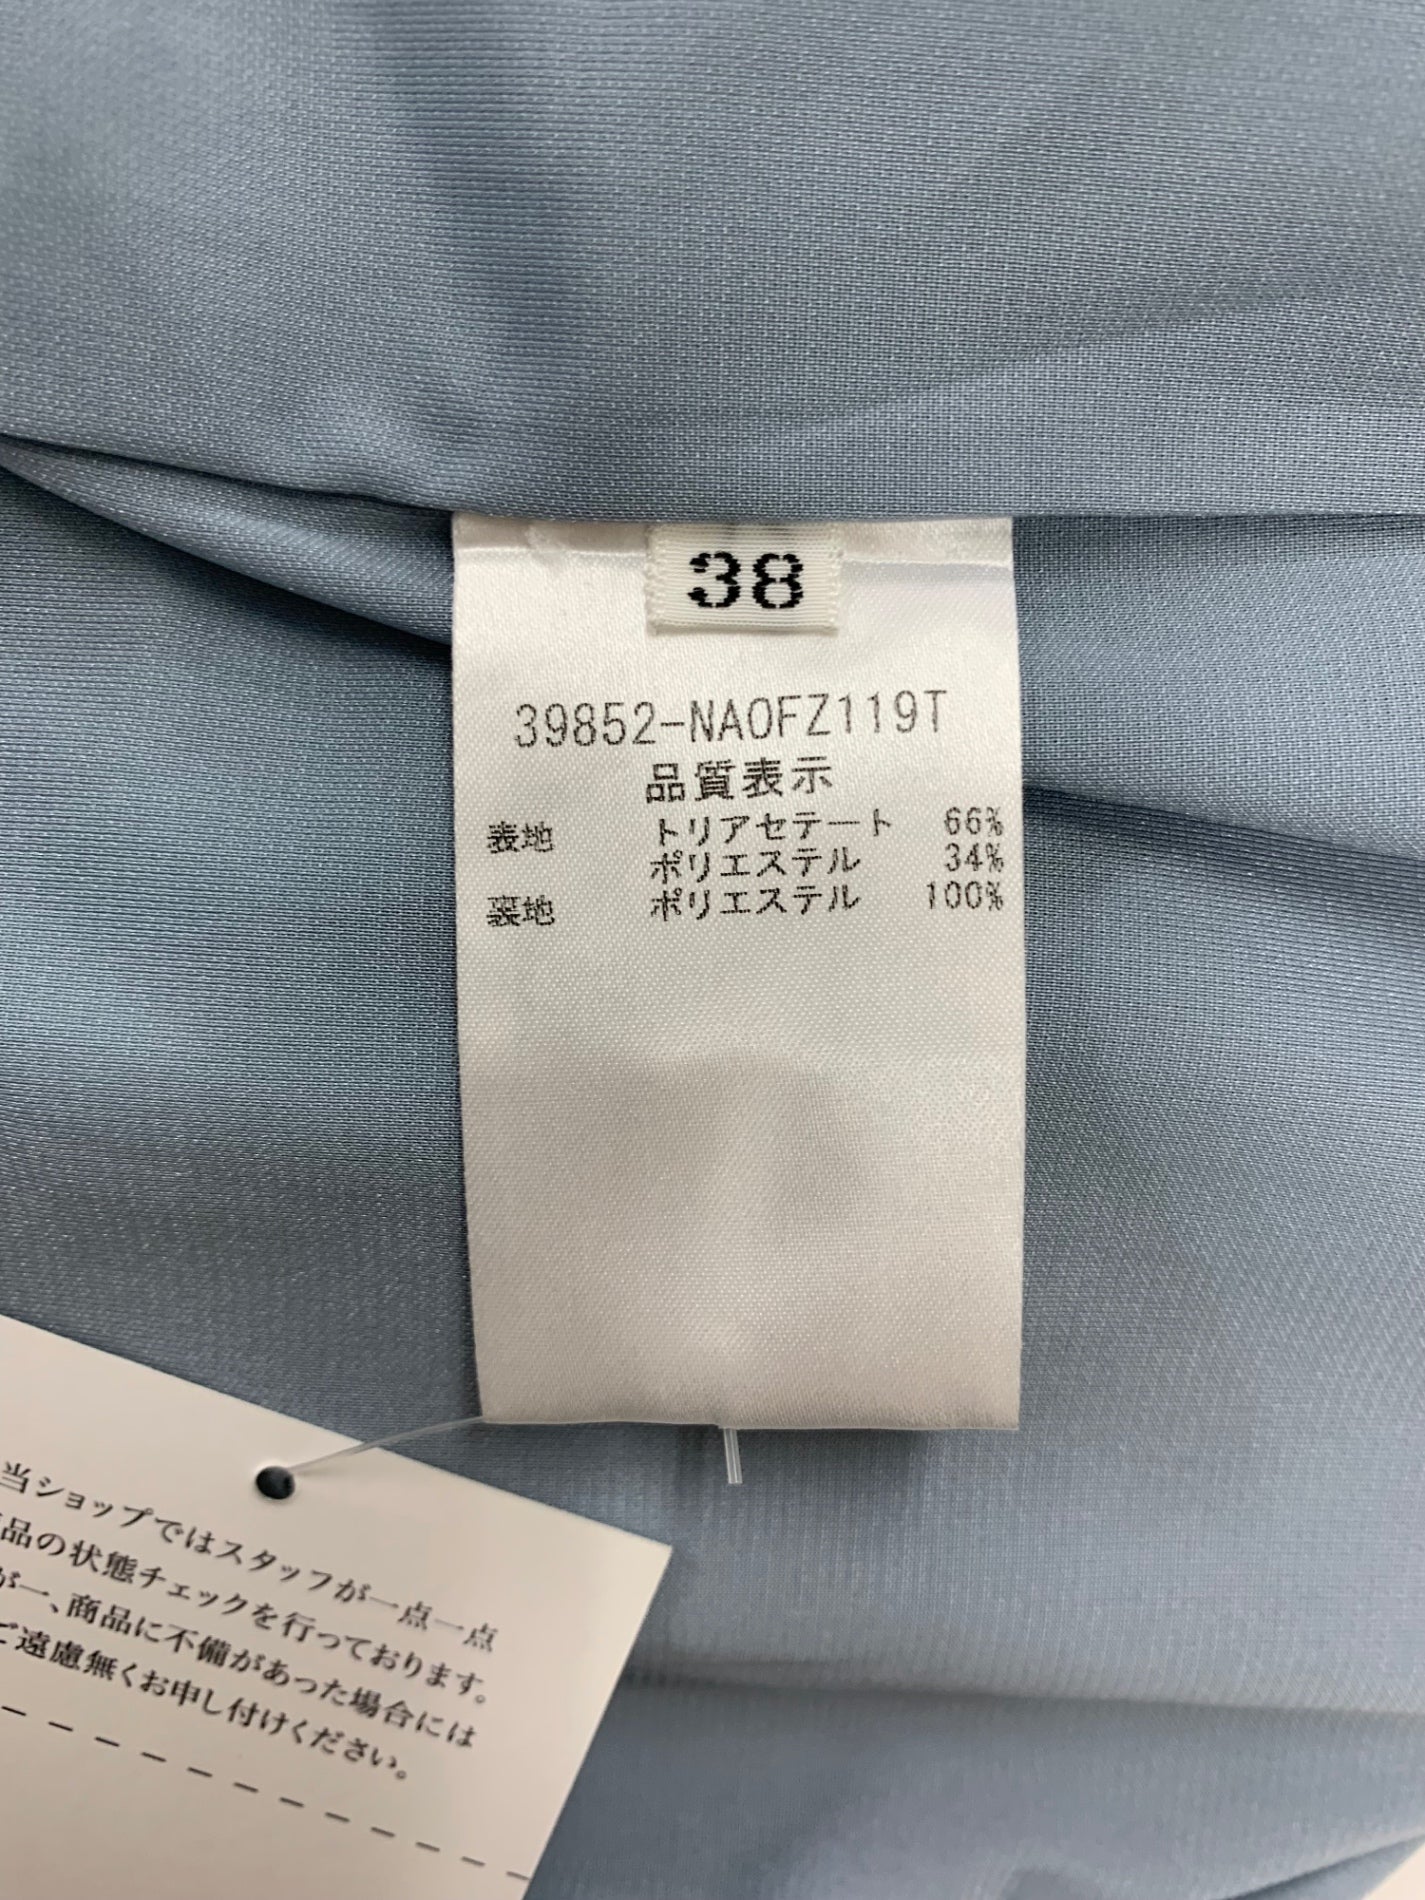 38
39852-NAOFZ119T
品質表示
表地 トリアセテート 66%
ポリエステル 34%
裏地 ポリエステル 100%
当ショップではスタッフが一点一点
品の状態チェックを行っております。
が一、商品に不備があった場合には
ご遠慮無くお申し付けください。